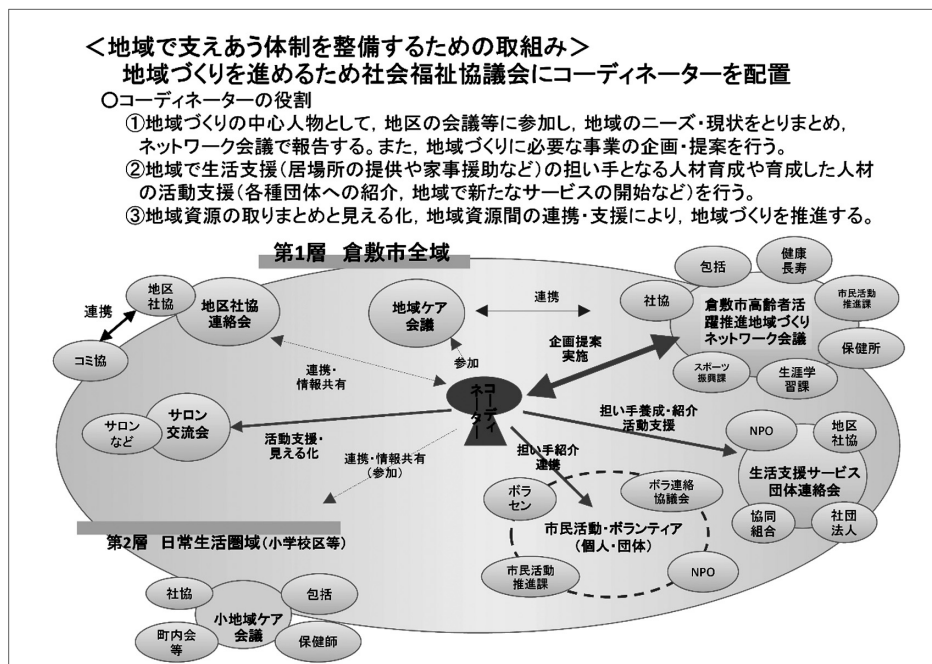 ＜地域で支えあう体制を整備するための取組み＞
地域づくりを進めるため社会福祉協議会にコーディネーターを配置
○コーディネーターの役割
①地域づくりの中心人物として，地区の会議等に参加し，地域のニーズ・現状をとりまとめ，
ネットワーク会議で報告する。また，地域づくりに必要な事業の企画・提案を行う。
②地域で生活支援（居場所の提供や家事援助など）の担い手となる人材育成や育成した人材
の活動支援（各種団体への紹介，地域で新たなサービスの開始など）を行う。
③地域資源の取りまとめと見える化，地域資源間の連携・支援により，地域づくりを推進する。
第1層　倉敷市全域
地区
社協
連携
コミ協
地区社協
連絡会
地域ケア
会議
連携
包括
健康
長寿
社協
市民活動
推進課
倉敷市高齢者活
躍推進地域づくり
ネットワーク会議
保健所
スポーツ
振興課
生涯学
習課
企画提案
実施
参加
連携・
情報共有
コーディ
ネーター
サロン
など
サロン
交流会
活動支援・
見える化
連携・情報共有
（参加）
担い手養成・紹介
活動支援
担い手紹介
連携
NPO
地区
社協
生活支援サービス
団体連絡会
協同
組合
社団
法人
ボラ
セン
ボラ連絡
協議会
市民活動・ボランティア
（個人・団体）
市民活動
推進課
NPO
第2層　日常生活圏域（小学校区等）
社協
包括
小地域ケア
会議
町内会
等
保健師